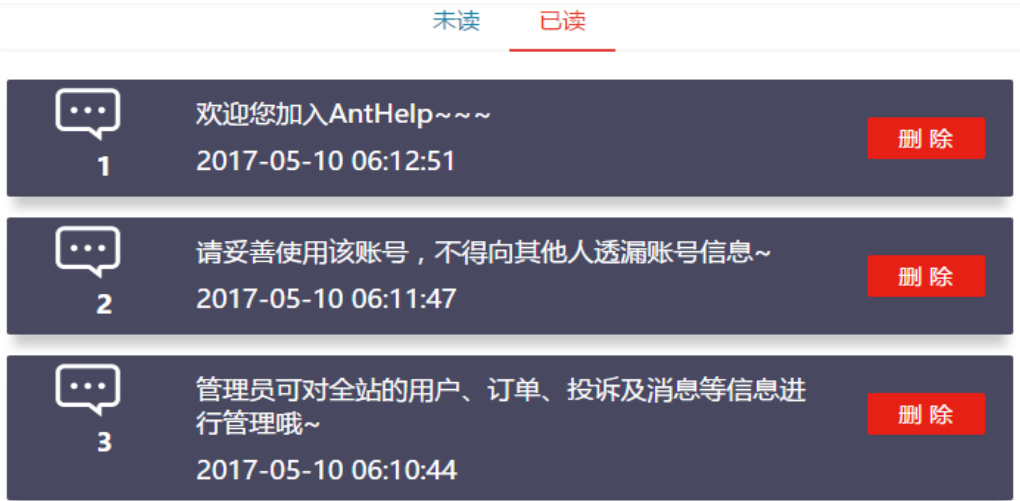 未读 已读
欢迎您加入AntHelp~~~
1
2017-05-10 06:12:51
删 除
请妥善使用该账号，不得向其他人透漏账号信息~
2
2017-05-10 06:11:47
删 除
管理员可对全站的用户、订单、投诉及消息等信息进
行管理哦~
3
2017-05-10 06:10:44
删 除